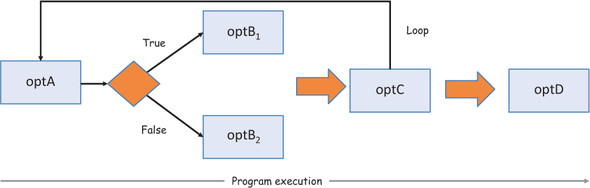 optB₁
Loop
True
optA
optC
optD
False
optB₂
Program execution